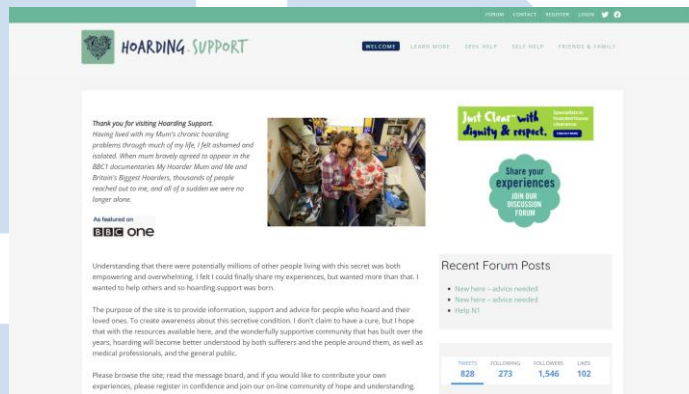 FORUM CONTACT REGISTER LOGIN
HOARDING.SUPPORT
WELCOME LEARN MORE SEEK HELP SELF HELP FRIENDS & FAMILY
Thank you for visiting Hoarding Support.
Having lived with my Mum's chronic hoarding
problems through much of my life, I felt ashamed and
isolated. When mum bravely agreed to appear in the
BBC1 documentaries My Hoarder Mum and Me and
Britain's Biggest Hoarders, thousands of people
reached out to me, and all of a sudden we were no
longer alone.
As featured on
BBC one
Just Clear - with
dignity & respect.
Specialists in
hoarded house
clearance
Share your
experiences
JOIN OUR
DISCUSSION
FORUM
Understanding that there were potentially millions of other people living with this secret was both
empowering and overwhelming. I felt I could finally share my experiences, but wanted more than that. I
wanted to help others and so hoarding.support was born.
The purpose of the site is to provide information, support and advice for people who hoard and their
loved ones. To create awareness about this secretive condition. I don't claim to have a cure, but I hope
that with the resources available here, and the wonderfully supportive community that has built over the
years, hoarding will become better understood by both sufferers and the people around them, as well as
medical professionals, and the general public.
Please browse the site; read the message board, and if you would like to contribute your own
experiences, please register in confidence and join our on-line community of hope and understanding.
Recent Forum Posts
New here – advice needed
New here – advice needed
Help N1
TWEETS FOLLOWING FOLLOWERS LIKES
828 273 1,546 102